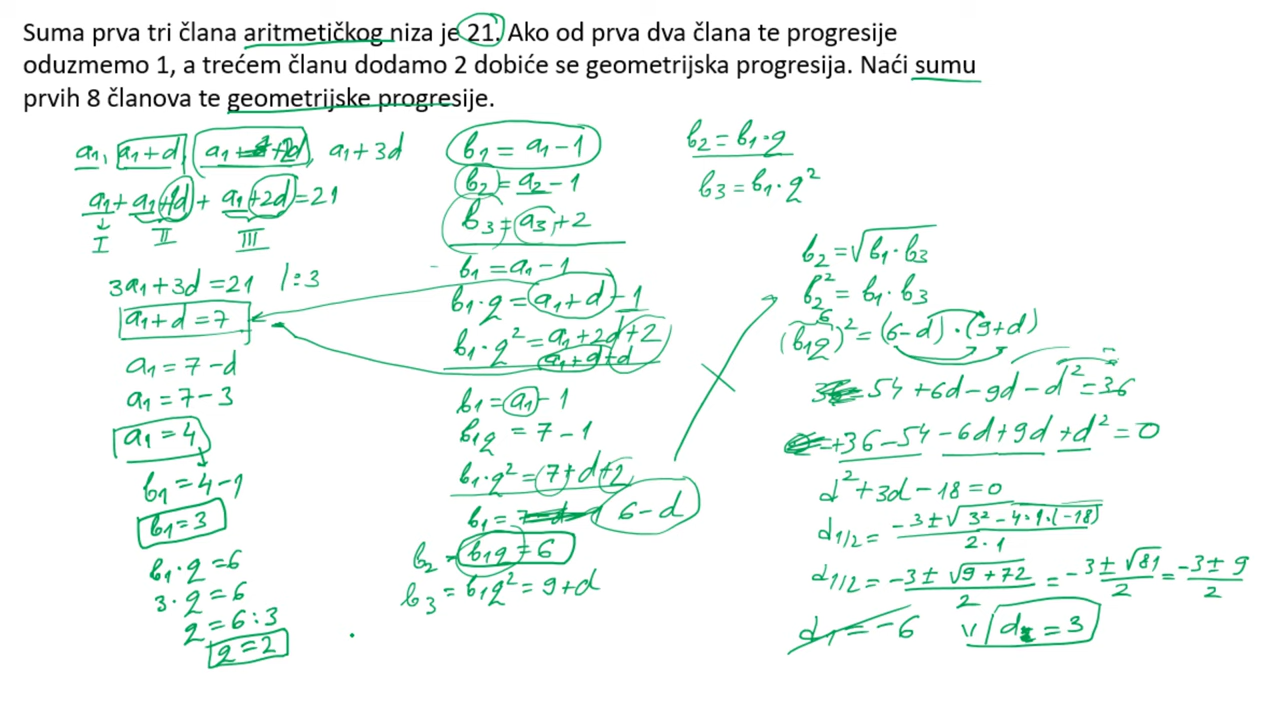 Suma prva tri člana aritmetičkog niza je 21. Ako od prva dva člana te progresije
oduzmemo 1, a trećem članu dodamo 2 dobiće se geometrijska progresija. Naći sumu
prvih 8 članova te geometrijske progresije.
a₁, a₁+d, a₁+2d, a₁+3d
a₁+a₁+1d+a₁+2d=21
I II III
3a₁+3d=21 /:3
a₁+d=7
a₁=7-d
a₁=7-3
a₁=4
b₁=4-1
b₁=3
b₁·q=6
3·q=6
q=6:3
q=2
b₁=a₁-1
b₂=a₂-1
b₃=a₃+2
b₁=a₁-1
b₁·q=a₁+d-1
b₁·q²=a₁+2d+2
a₁+d+d
b₁=a₁-1
b₁q=7-1
b₁·q²=7+d+2
b₁=7-d 6-d
b₂=b₁q=6
b₃=b₁q²=9+d
b₂=b₁·q
b₃=b₁·q²
b₂=√b₁·b₃
b₂²=b₁·b₃
6
(b₁q)²=(6-d)·(9+d)
54+6d-9d-d²=36
+36-54-6d+9d+d²=0
d²+3d-18=0
d₁/₂=(-3±√3²-4·1·(-18))/(2·1)
d₁/₂=(-3±√9+72)/2=(-3±√81)/2=(-3±9)/2
d₁=-6 v d₂=3